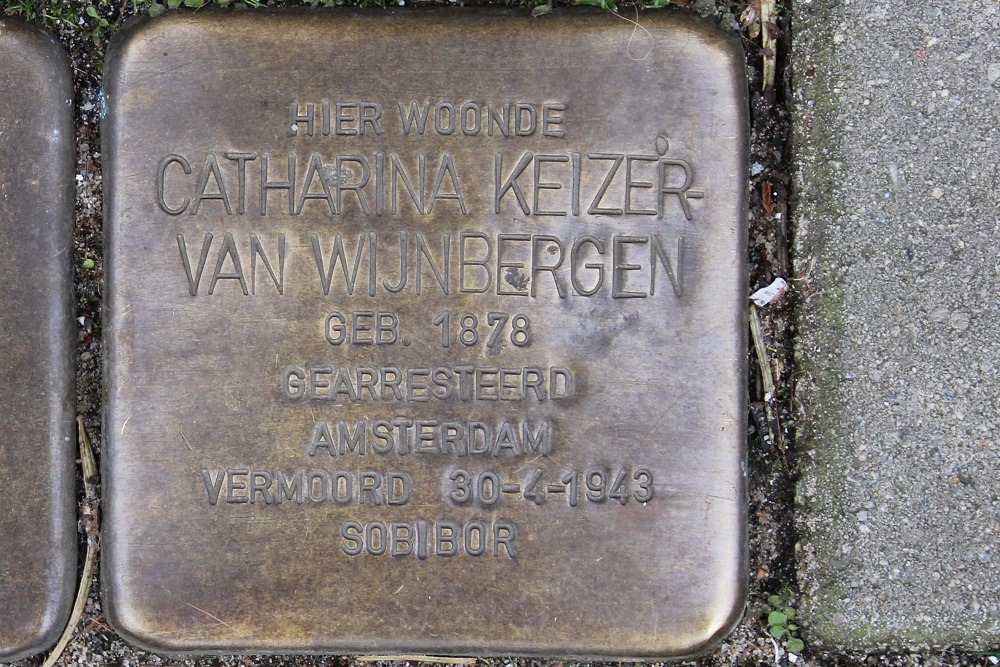 HIER WOONDE
CATHARINA KEIZER-
VAN WIJNBERGEN
GEB. 1878
GEARRESTEERD
AMSTERDAM
VERMOORD 30-4-1943
SOBIBOR